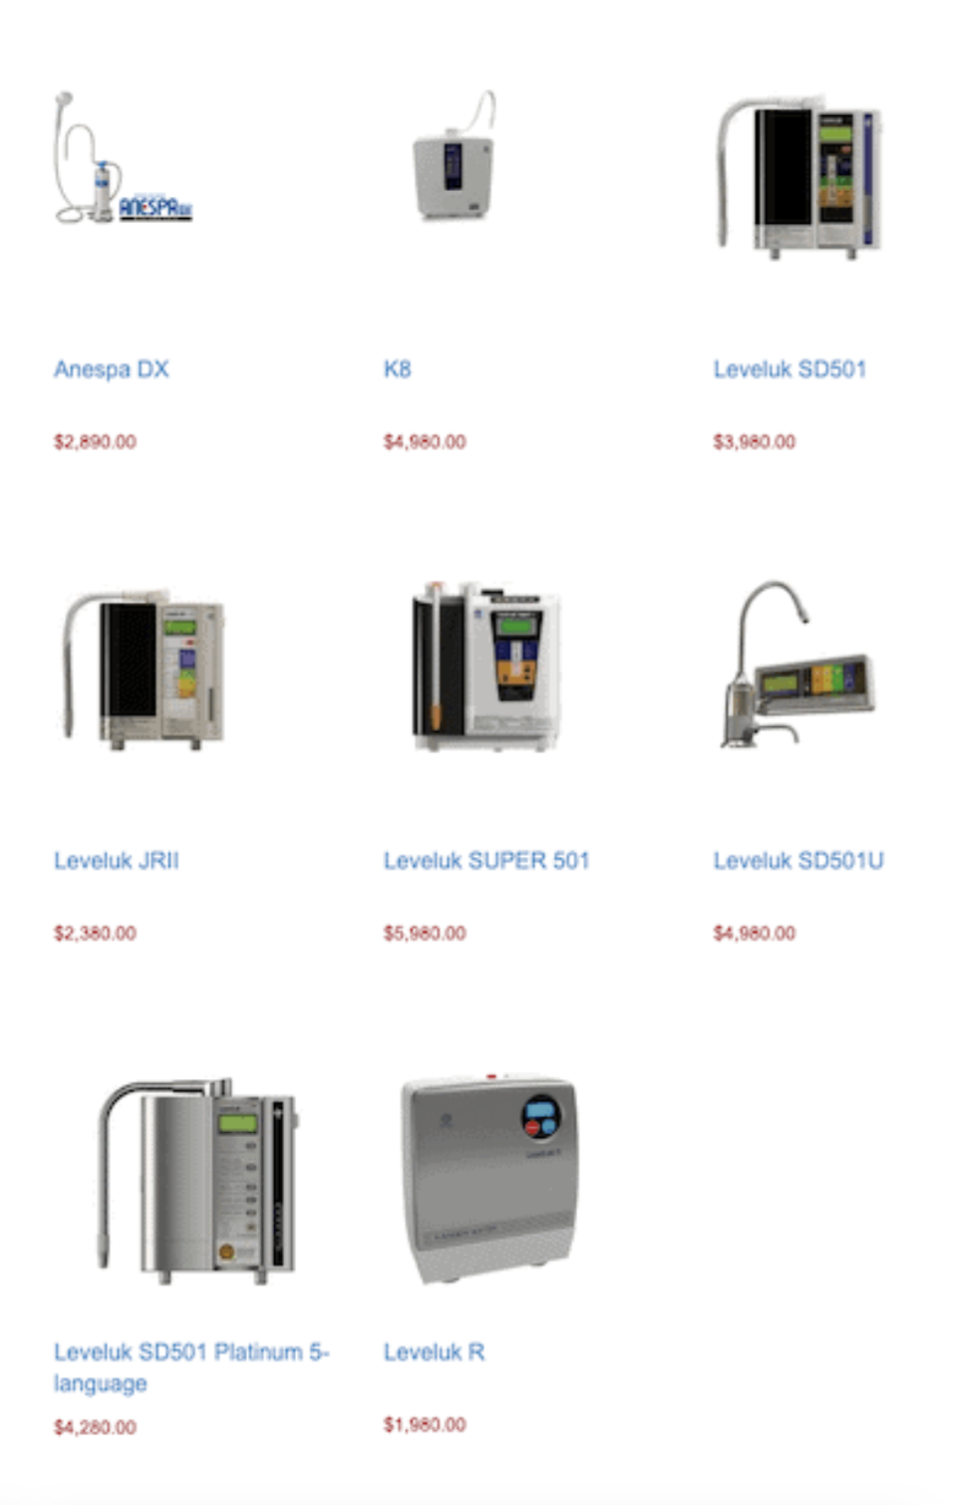 ANESPA DX
Anespa DX
K8
Leveluk SD501
$2,890.00
$4,980.00
$3,980.00
Leveluk JRII
Leveluk SUPER 501
Leveluk SD501U
$2,380.00
$5,980.00
$4,980.00
Leveluk R
Leveluk SD501 Platinum 5-
language
Leveluk R
$4,280.00
$1,980.00